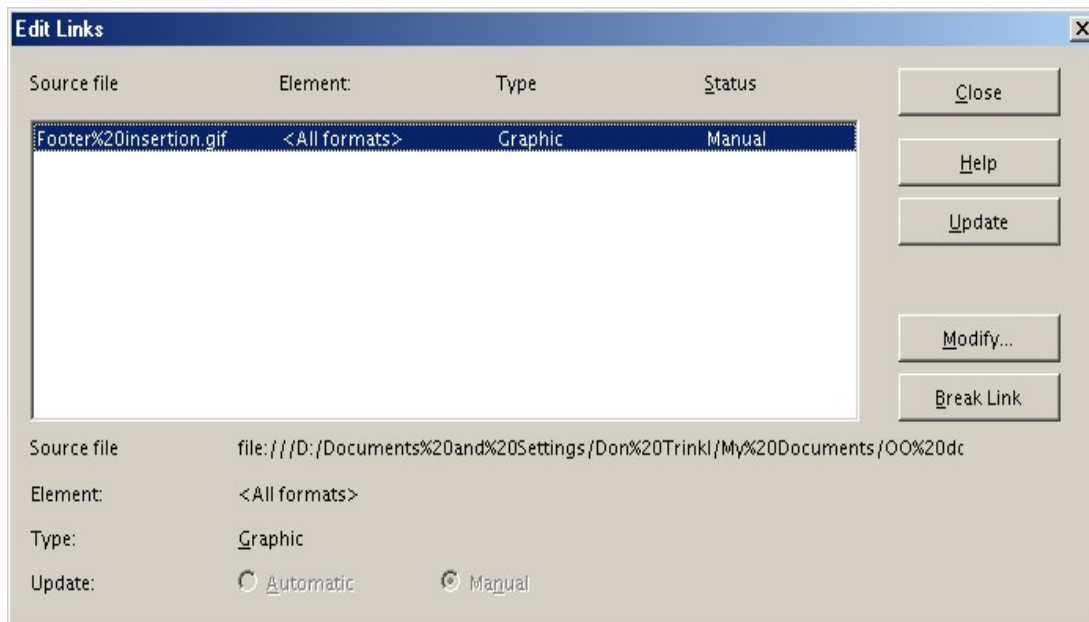 Edit Links
Source file Element: Type Status Close
Footer%20insertion.gif <All formats> Graphic Manual
Help
Update
Modify...
Break Link
Source file file:///D:/Documents%20and%20Settings/Don%20Trinkl/My%20Documents/OO%20dc
Element: <All formats>
Type: Graphic
Update: Automatic Manual